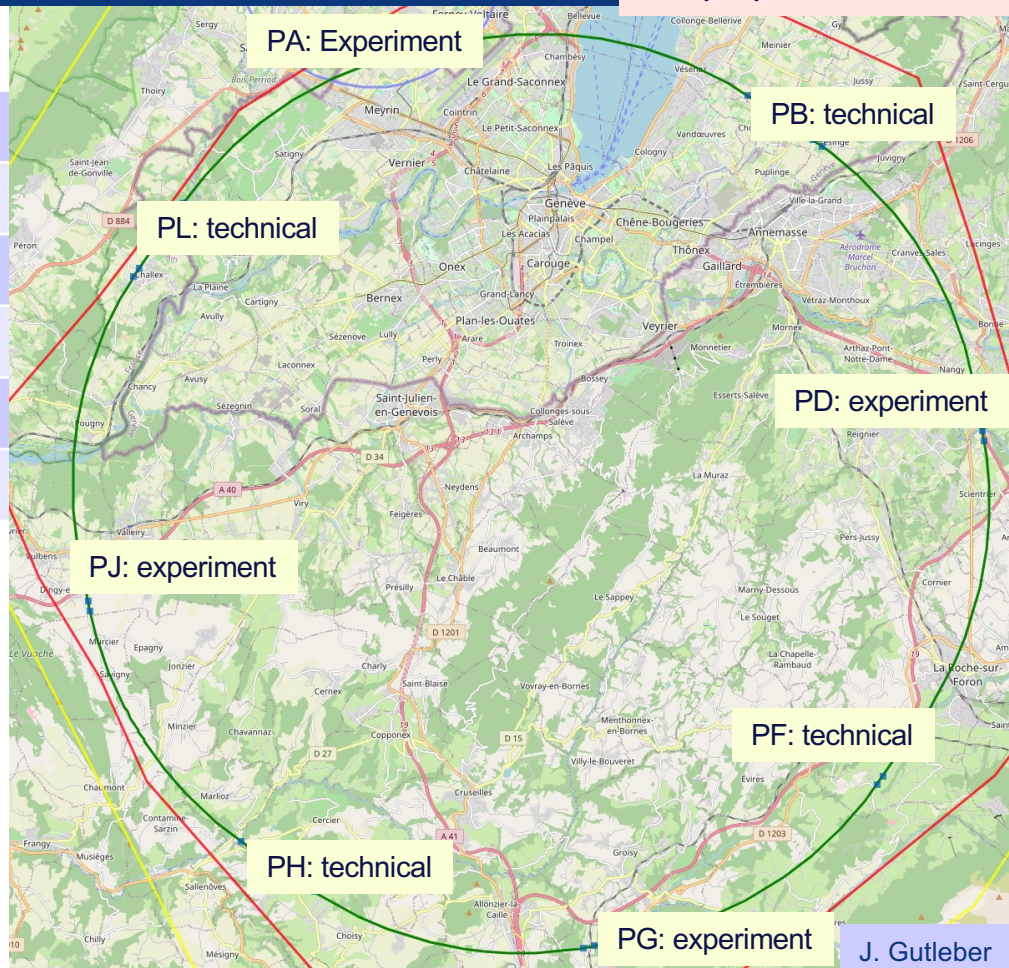 Ferney-Voltaire
Bellevue
Collonge-Bellerive
Gy
Sergy
PA: Experiment
Chambésy
Meinier
Thoiry
Bois Perriod
Le Grand-Saconnex
Vésenaz
Jussy
Saint-Cergues
Meyrin
Cointrin
PB: technical
Satigny
Le Petit-Saconnex
Vandœuvres
D 1206
Saint-Jean-
de-Gonville
Vernier
Châtelaine
Les Pâquis
Cologny
Puplinge
Juvigny
Genève
Ville-la-Grand
D 884
PL: technical
Plainpalais
Chêne-Bougeries
Annemasse
Péron
Les Acacias
Champel
Thônex
Aérodrome
Marcel
Bruchon
Cranves-Sales
Lucinges
Onex
Carouge
Gaillard
Challex
La Plaine
Cartigny
Bernex
Grand-Lancy
Étrembières
Vétraz-Monthoux
Avully
Plan-les-Ouates
Veyrier
Bonne
Sézenove
Lully
Arare
Troinex
Mornex
Perly
Monnetier
Arthaz-Pont-
Notre-Dame
Nangy
Chancy
Avusy
Laconnex
Bossey
Saint-Julien-
en-Genevois
Esserts-Salève
Pougny
Sézegnin
Soral
Collonges-sous-
Salève
PD: experiment
13.1
Archamps
13
Reignier
D 34
La Muraz
A 40
Neydens
Scientrier
Viry
Feigères
Valleiry
Pers-Jussy
Vulbens
Beaumont
PJ: experiment
Cornier
Présilly
Le Châble
Le Sappey
Marny-Dessous
Murcier
Le Souget
Epagny
D 1201
19
Le Vuache
Savigny
Jonzier
Charly
La Chapelle-
Rambaud
La Roche-sur-
Foron
Cernex
Saint-Blaise
Vovray-en-Bornes
Minzier
Chavannaz
19
Menthonnex-
en-Bornes
PF: technical
Copponex
D 15
D 27
Villy-le-Bouveret
Chaumont
Marlioz
Cruseilles
Evires
Contamine-
Sarzin
Cercier
A 41
D 1203
Frangy
Musièges
Groisy
PH: technical
Sallenôves
Allonzier-la
Caille
Chilly
Choisy
PG: experiment
Mésigny
J. Gutleber